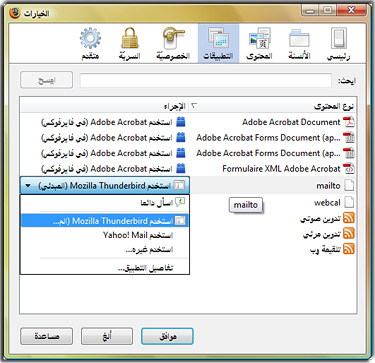 الخيارات
رئيسي
الألسنة
المحتوى
التطبيقات
الخصوصية
السرية
متقدم
ابحث:
امسح
نوع المحتوى الإجراء
Adobe Acrobat Document استخدم Adobe Acrobat (في فايرفوكس)
Adobe Acrobat Forms Document (ap... استخدم Adobe Acrobat (في فايرفوكس)
Adobe Acrobat Forms Document (ap... استخدم Adobe Acrobat (في فايرفوكس)
Formulaire XML Adobe Acrobat استخدم Adobe Acrobat (في فايرفوكس)
mailto استخدم Mozilla Thunderbird (المبدئي)
webcal اسأل دائما
mailto
تدوين صوتي استخدم Mozilla Thunderbird (الم...
تدوين مرئي استخدم Yahoo! Mail
تلقيمة وب استخدم غيره...
تفاصيل التطبيق...
موافق
ألغ
مساعدة